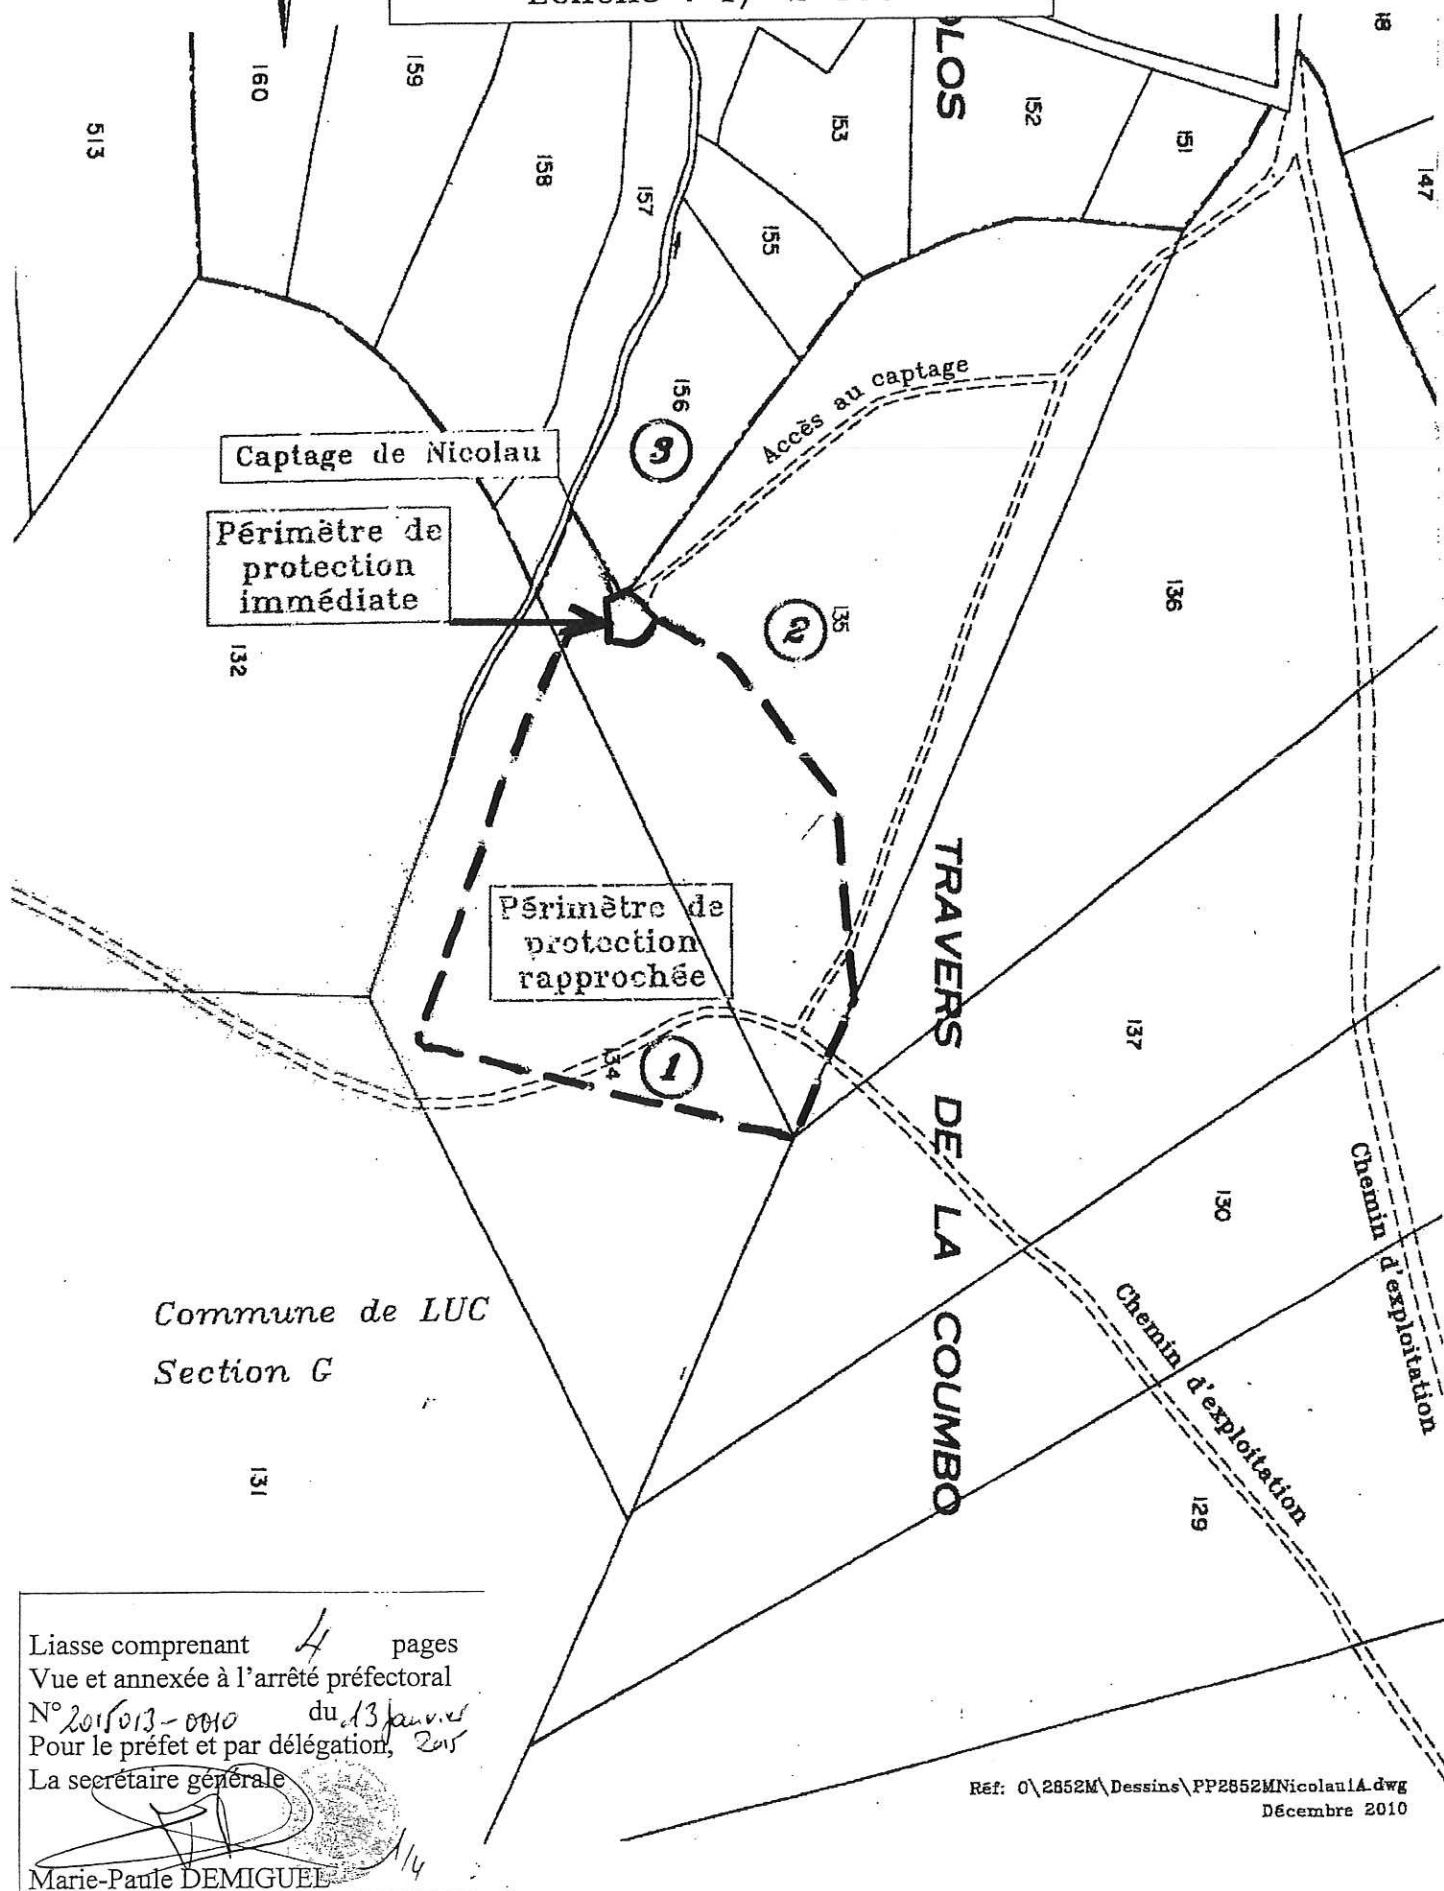 160
159
513
158
157
153
155
152
151
18
147
OLOS
156
3
Accès au captage
Captage de Nicolau
Périmètre de
protection
immédiate
132
2
135
136
Périmètre de
protection
rapprochée
134
1
137
130
TRAVERS DE LA COUMBO
Chemin d'exploitation
Chemin d'exploitation
129
Commune de LUC
Section G
131
Liasse comprenant 4 pages
Vue et annexée à l'arrêté préfectoral
N° 2015013-0010 du 13 janvier
Pour le préfet et par délégation, 2015
La secrétaire générale
Marie-Paule DEMIGUEL
1/4
Réf: O\2852M\Dessins\PP2852MNicolau1A.dwg
Décembre 2010